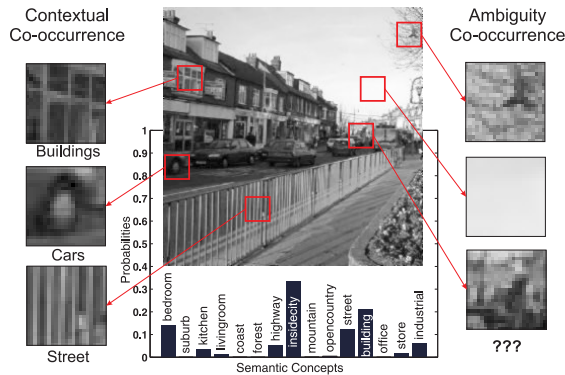 Contextual
Co-occurrence
Ambiguity
Co-occurrence
Buildings
Cars
Street
???
Probabilities
1
0.9
0.8
0.7
0.6
0.5
0.4
0.3
0.2
0.1
0
bedroom
suburb
kitchen
livingroom
coast
forest
highway
insidecity
mountain
opencountry
street
building
office
store
industrial
Semantic Concepts